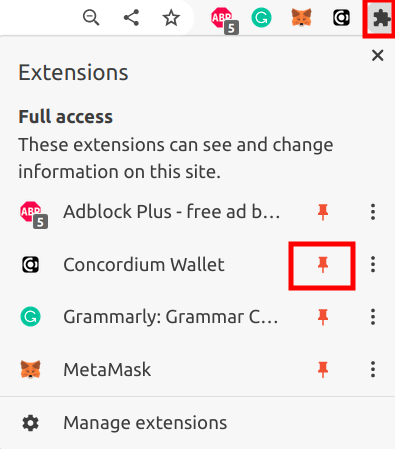 ABP
5
Extensions
Full access
These extensions can see and change
information on this site.
ABP
5
Adblock Plus - free ad b...
Concordium Wallet
Grammarly: Grammar C...
MetaMask
Manage extensions